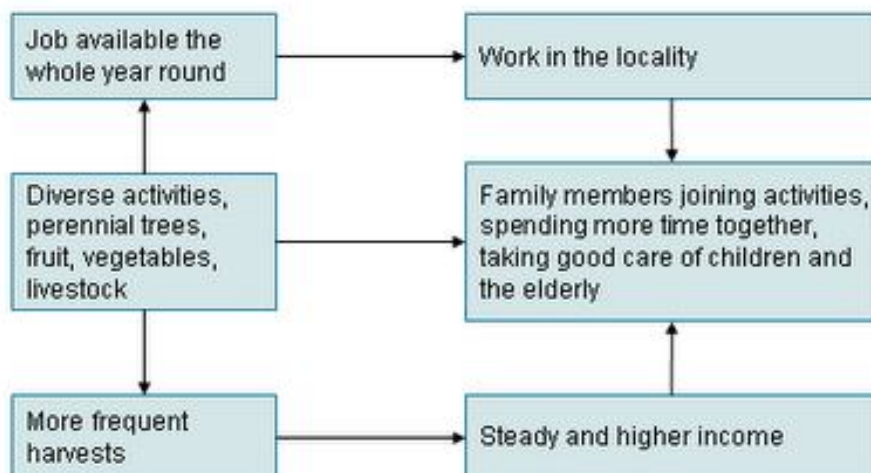 Job available the
whole year round
Work in the locality
Diverse activities,
perennial trees,
fruit, vegetables,
livestock
Family members joining activities,
spending more time together,
taking good care of children and
the elderly
More frequent
harvests
Steady and higher income